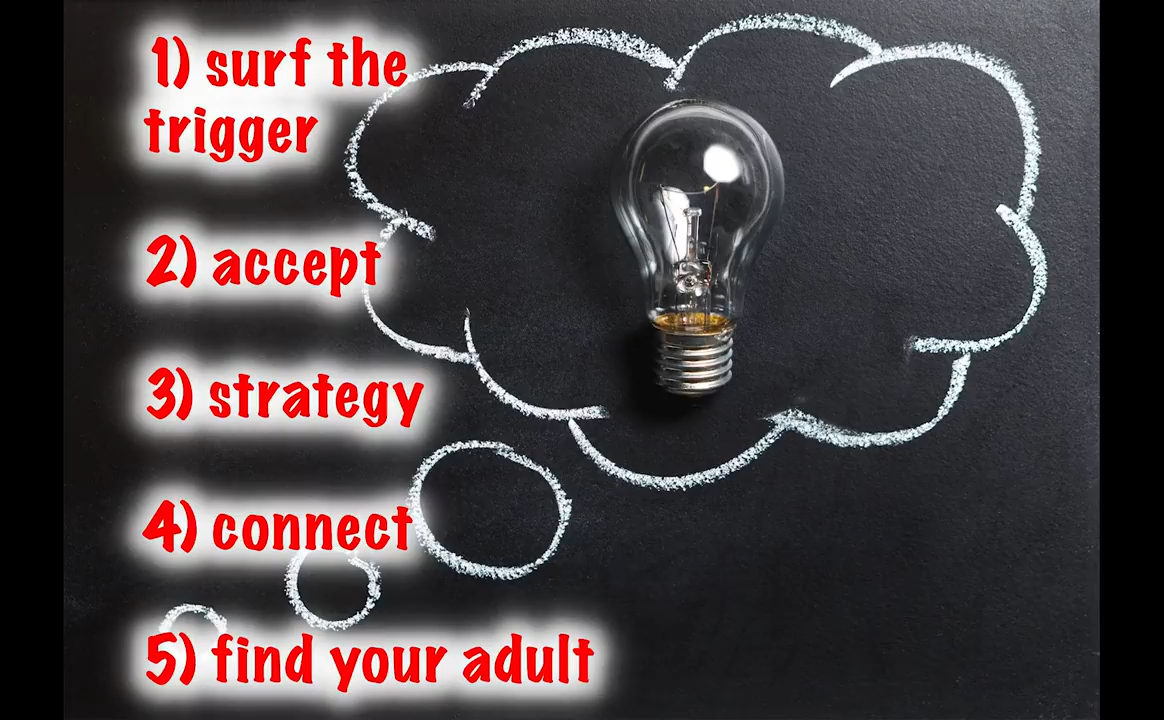 1) surf the
trigger
2) accept
3) strategy
4) connect
5) find your adult